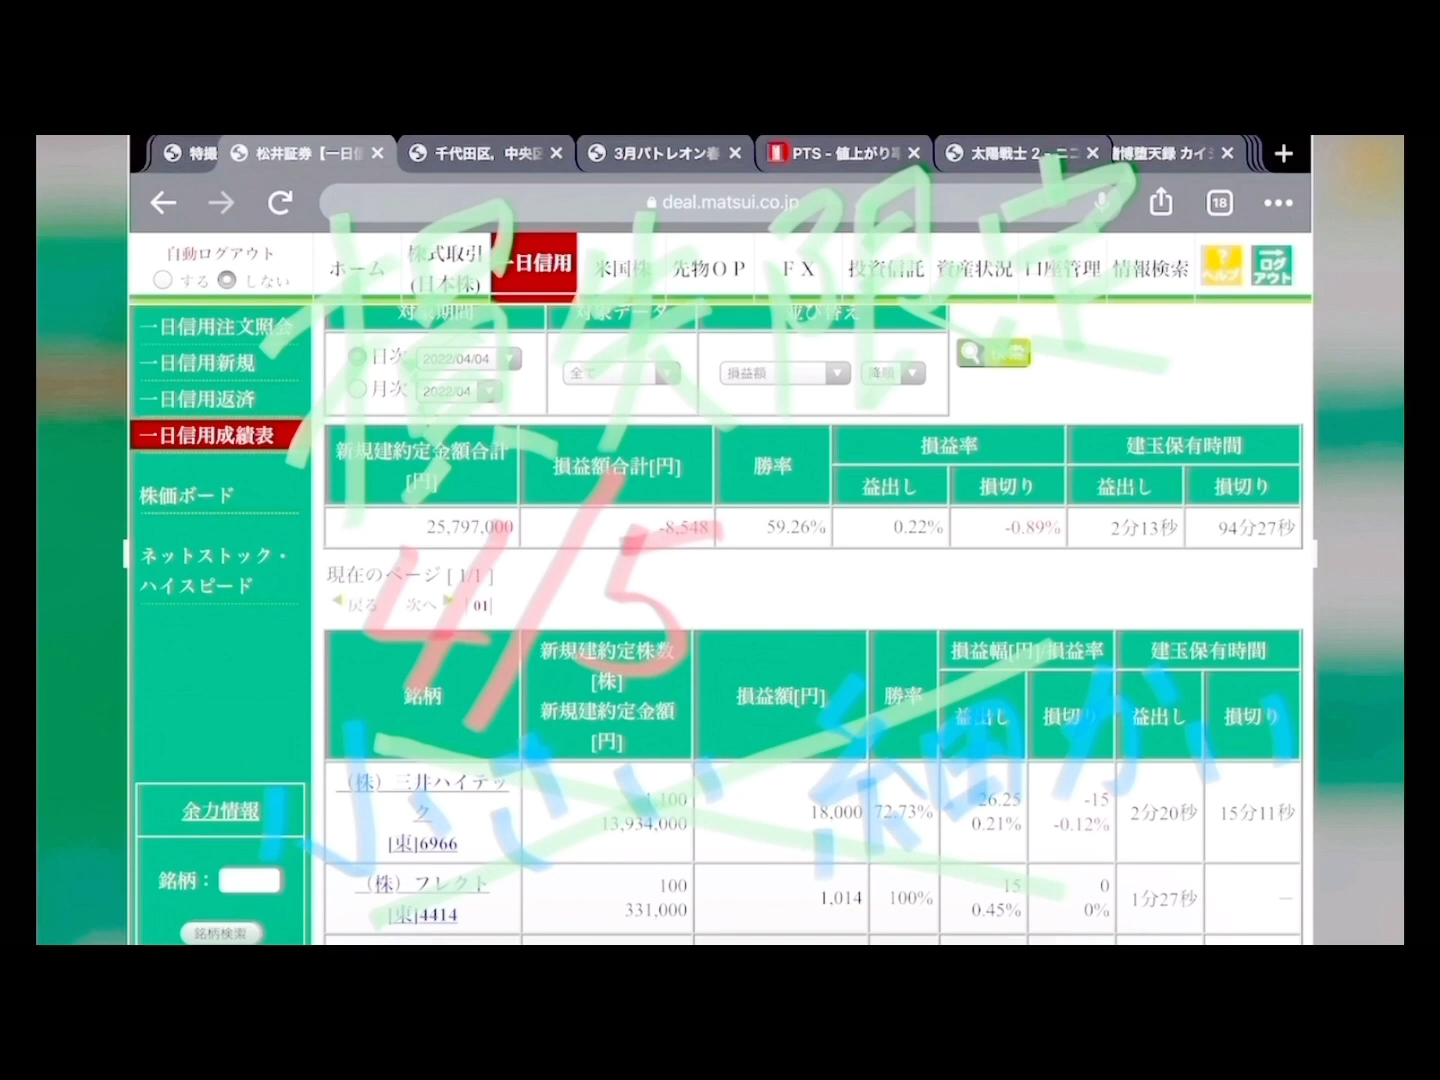 特撮
松井証券【一日信
千代田区，中央区
3月パトレオン春
PTS - 値上がり率
太陽戦士 2 - ニニ
博堕天録 カイジ
deal.matsui.co.jp
18
自動ログアウト
する しない
ホーム
株式取引
(日本株)
一日信用
米国株
先物OP
FX
投資信託
資産状況
口座管理
情報検索
?
ヘルプ
ログ
アウト
損失限定
4/5
小さい 細かい
一日信用注文照会
一日信用新規
一日信用返済
一日信用成績表
株価ボード
ネットストック・
ハイスピード
余力情報
銘柄：
銘柄検索
対象期間 対象データ 並び替え
日次 2022/04/04
月次 2022/04
全て
損益額 降順
新規建約定金額合計
[円]
損益額合計[円]
勝率
損益率
益出し 損切り
建玉保有時間
益出し 損切り
25,797,000 -8,548 59.26% 0.22% -0.89% 2分13秒 94分27秒
現在のページ [ 1/1 ]
戻る 次へ |01|
銘柄
新規建約定株数
[株]
新規建約定金額
[円]
損益額[円]
勝率
損益幅[円]/損益率
益出し 損切り
建玉保有時間
益出し 損切り
（株）三井ハイテッ
ク
[東]6966
1,100
13,934,000
18,000
72.73%
26.25
0.21%
-15
-0.12%
2分20秒
15分11秒
（株）フレクト
[東]4414
100
331,000
1,014
100%
15
0.45%
0
0%
1分27秒
—